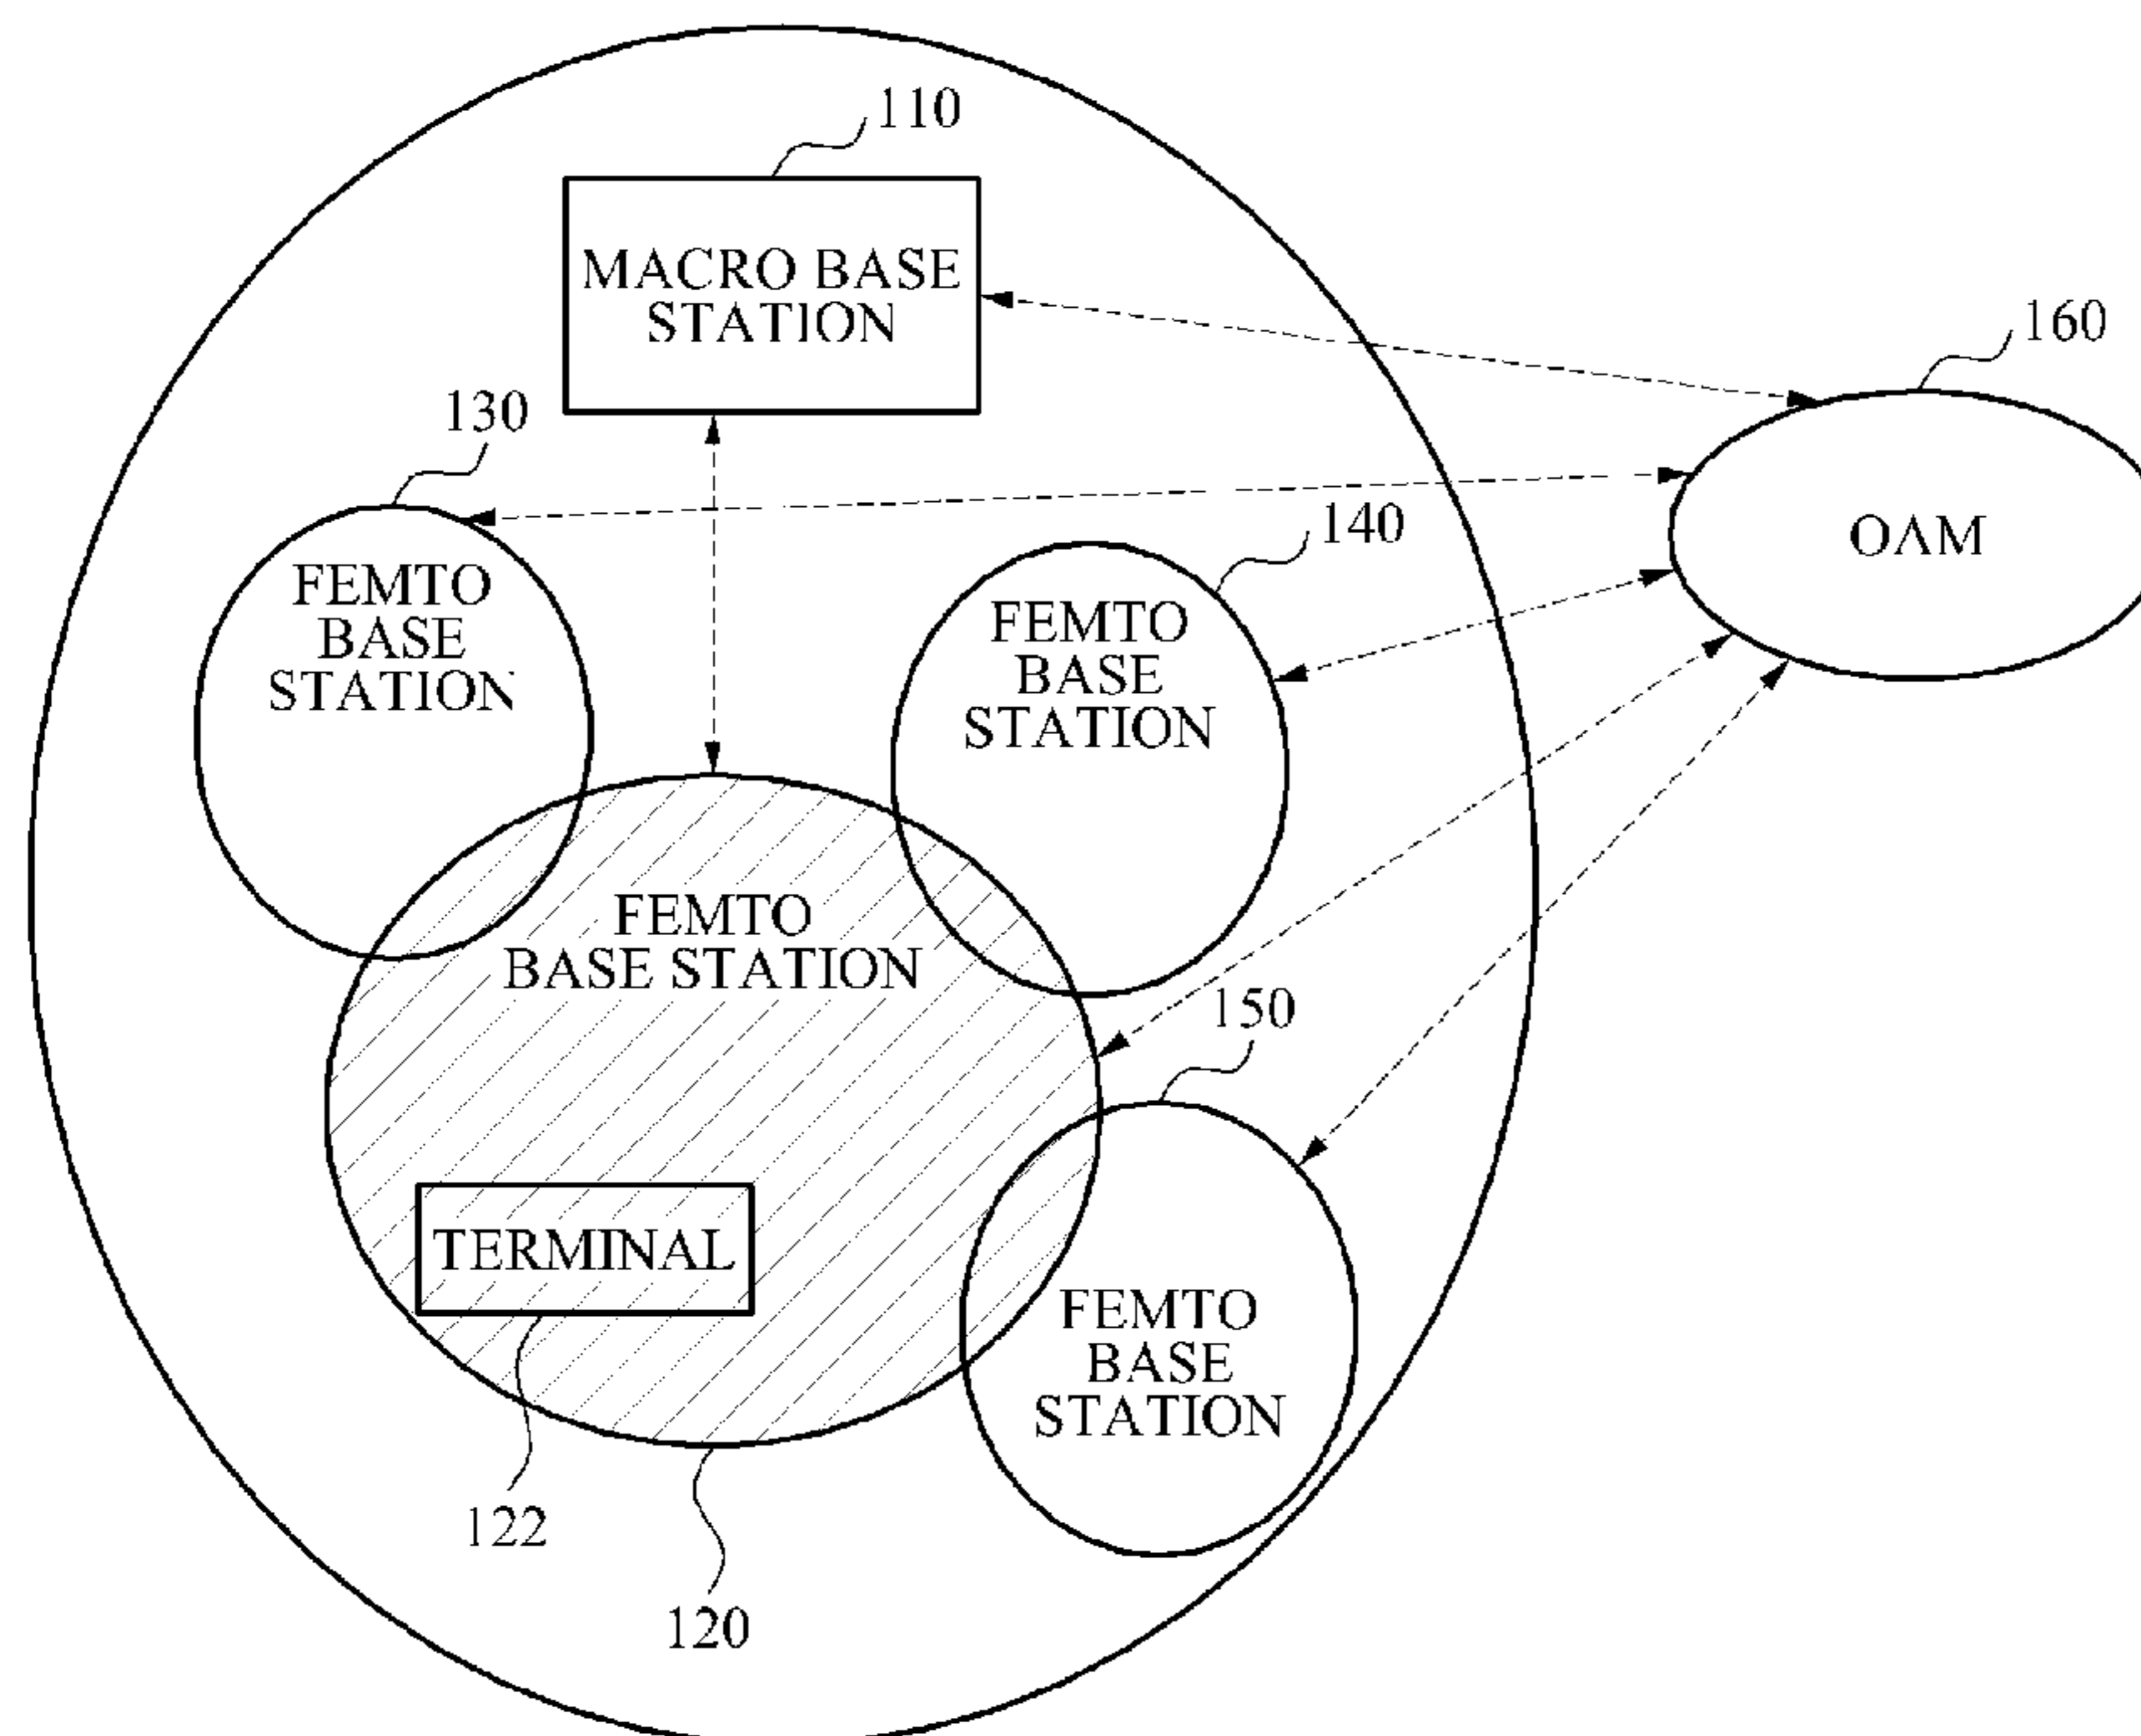 110
MACRO BASE
STATION
160
130
OAM
140
FEMTO
BASE
STATION
FEMTO
BASE
STATION
FEMTO
BASE STATION
150
TERMINAL
FEMTO
BASE
STATION
122
120